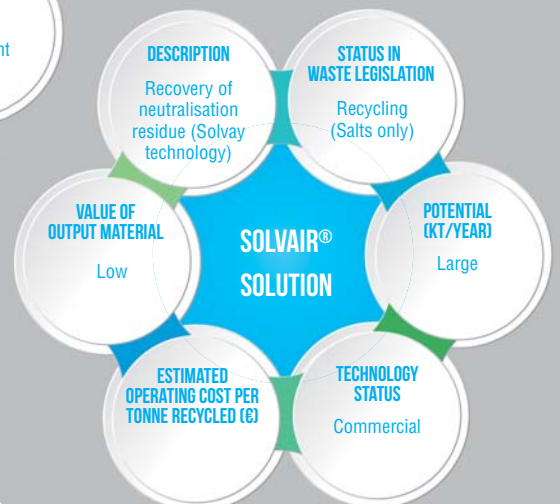 nt
DESCRIPTION
Recovery of
neutralisation
residue (Solvay
technology)
STATUS IN
WASTE LEGISLATION
Recycling
(Salts only)
VALUE OF
OUTPUT MATERIAL
Low
SOLVAIR®
SOLUTION
POTENTIAL
(KT/YEAR)
Large
ESTIMATED
OPERATING COST PER
TONNE RECYCLED (€)
TECHNOLOGY
STATUS
Commercial